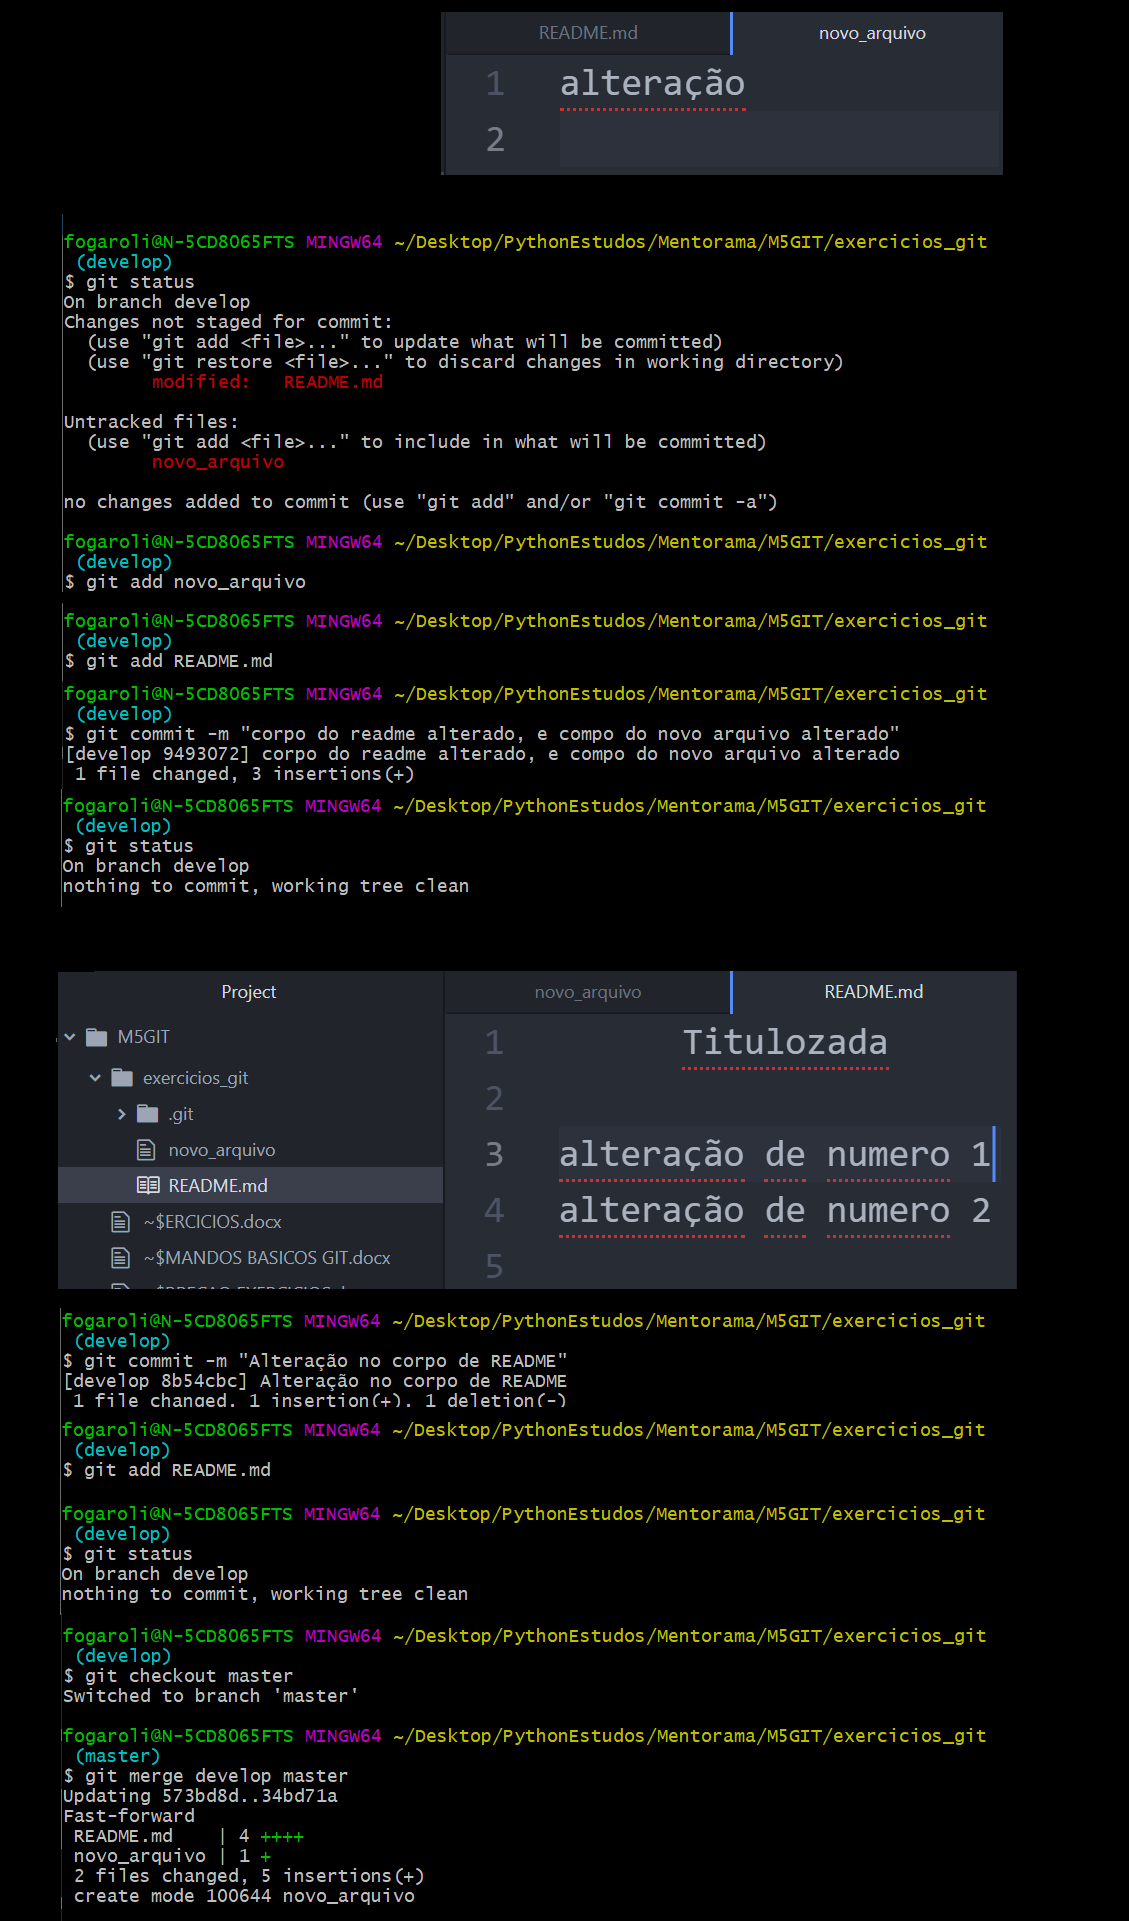 README.md novo_arquivo
1 alteração
2
fogaroli@N-5CD8065FTS MINGW64 ~/Desktop/PythonEstudos/Mentorama/M5GIT/exercicios_git
(develop)
$ git status
On branch develop
Changes not staged for commit:
(use "git add <file>..." to update what will be committed)
(use "git restore <file>..." to discard changes in working directory)
modified: README.md
Untracked files:
(use "git add <file>..." to include in what will be committed)
novo_arquivo
no changes added to commit (use "git add" and/or "git commit -a")
fogaroli@N-5CD8065FTS MINGW64 ~/Desktop/PythonEstudos/Mentorama/M5GIT/exercicios_git
(develop)
$ git add novo_arquivo
fogaroli@N-5CD8065FTS MINGW64 ~/Desktop/PythonEstudos/Mentorama/M5GIT/exercicios_git
(develop)
$ git add README.md
fogaroli@N-5CD8065FTS MINGW64 ~/Desktop/PythonEstudos/Mentorama/M5GIT/exercicios_git
(develop)
$ git commit -m "corpo do readme alterado, e compo do novo arquivo alterado"
[develop 9493072] corpo do readme alterado, e compo do novo arquivo alterado
1 file changed, 3 insertions(+)
fogaroli@N-5CD8065FTS MINGW64 ~/Desktop/PythonEstudos/Mentorama/M5GIT/exercicios_git
(develop)
$ git status
On branch develop
nothing to commit, working tree clean
Project
M5GIT
exercicios_git
.git
novo_arquivo
README.md
~$ERCICIOS.docx
~$MANDOS BASICOS GIT.docx
novo_arquivo README.md
1 Titulozada
2
3 alteração de numero 1
4 alteração de numero 2
5
fogaroli@N-5CD8065FTS MINGW64 ~/Desktop/PythonEstudos/Mentorama/M5GIT/exercicios_git
(develop)
$ git commit -m "Alteração no corpo de README"
[develop 8b54cbc] Alteração no corpo de README
1 file changed, 1 insertion(+), 1 deletion(-)
fogaroli@N-5CD8065FTS MINGW64 ~/Desktop/PythonEstudos/Mentorama/M5GIT/exercicios_git
(develop)
$ git add README.md
fogaroli@N-5CD8065FTS MINGW64 ~/Desktop/PythonEstudos/Mentorama/M5GIT/exercicios_git
(develop)
$ git status
On branch develop
nothing to commit, working tree clean
fogaroli@N-5CD8065FTS MINGW64 ~/Desktop/PythonEstudos/Mentorama/M5GIT/exercicios_git
(develop)
$ git checkout master
Switched to branch 'master'
fogaroli@N-5CD8065FTS MINGW64 ~/Desktop/PythonEstudos/Mentorama/M5GIT/exercicios_git
(master)
$ git merge develop master
Updating 573bd8d..34bd71a
Fast-forward
README.md | 4 ++++
novo_arquivo | 1 +
2 files changed, 5 insertions(+)
create mode 100644 novo_arquivo